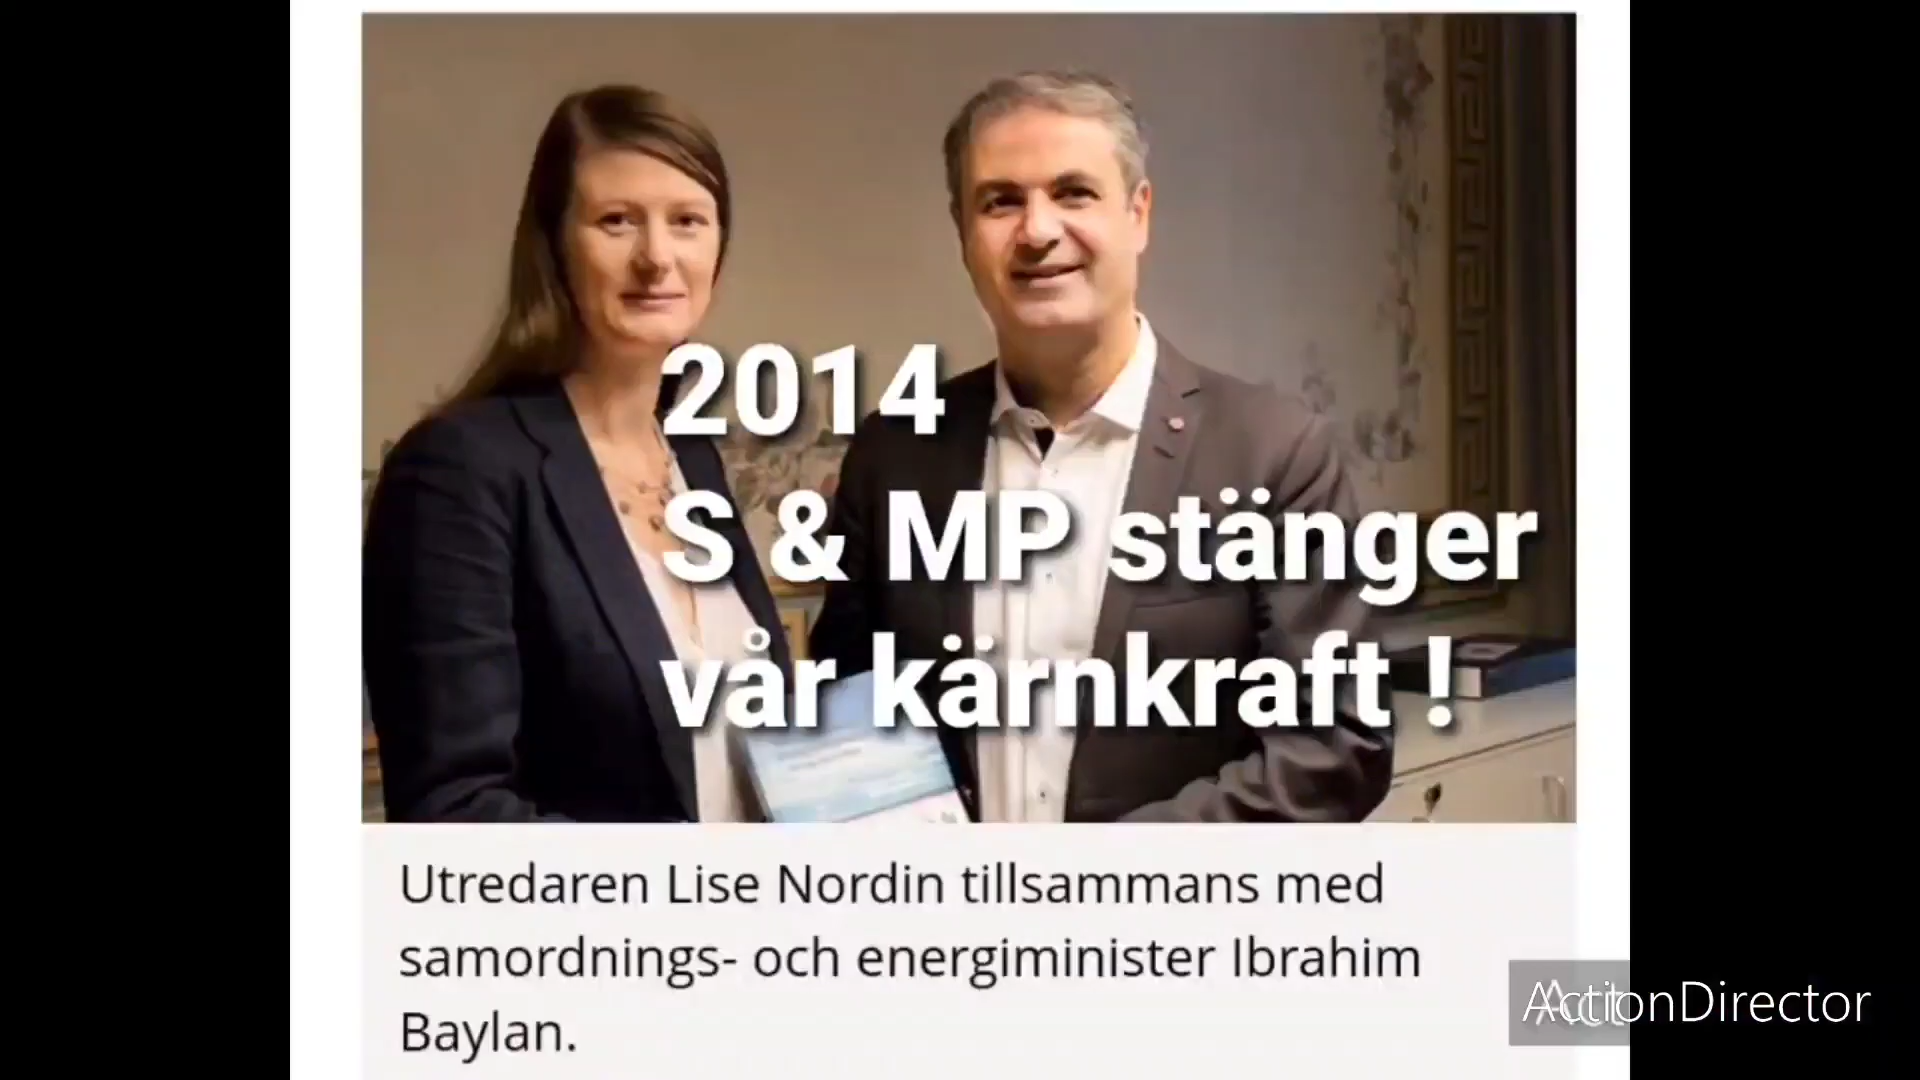 2014
S & MP stänger
vår kärnkraft !
Utredaren Lise Nordin tillsammans med
samordnings- och energiminister Ibrahim
Baylan.
ActionDirector